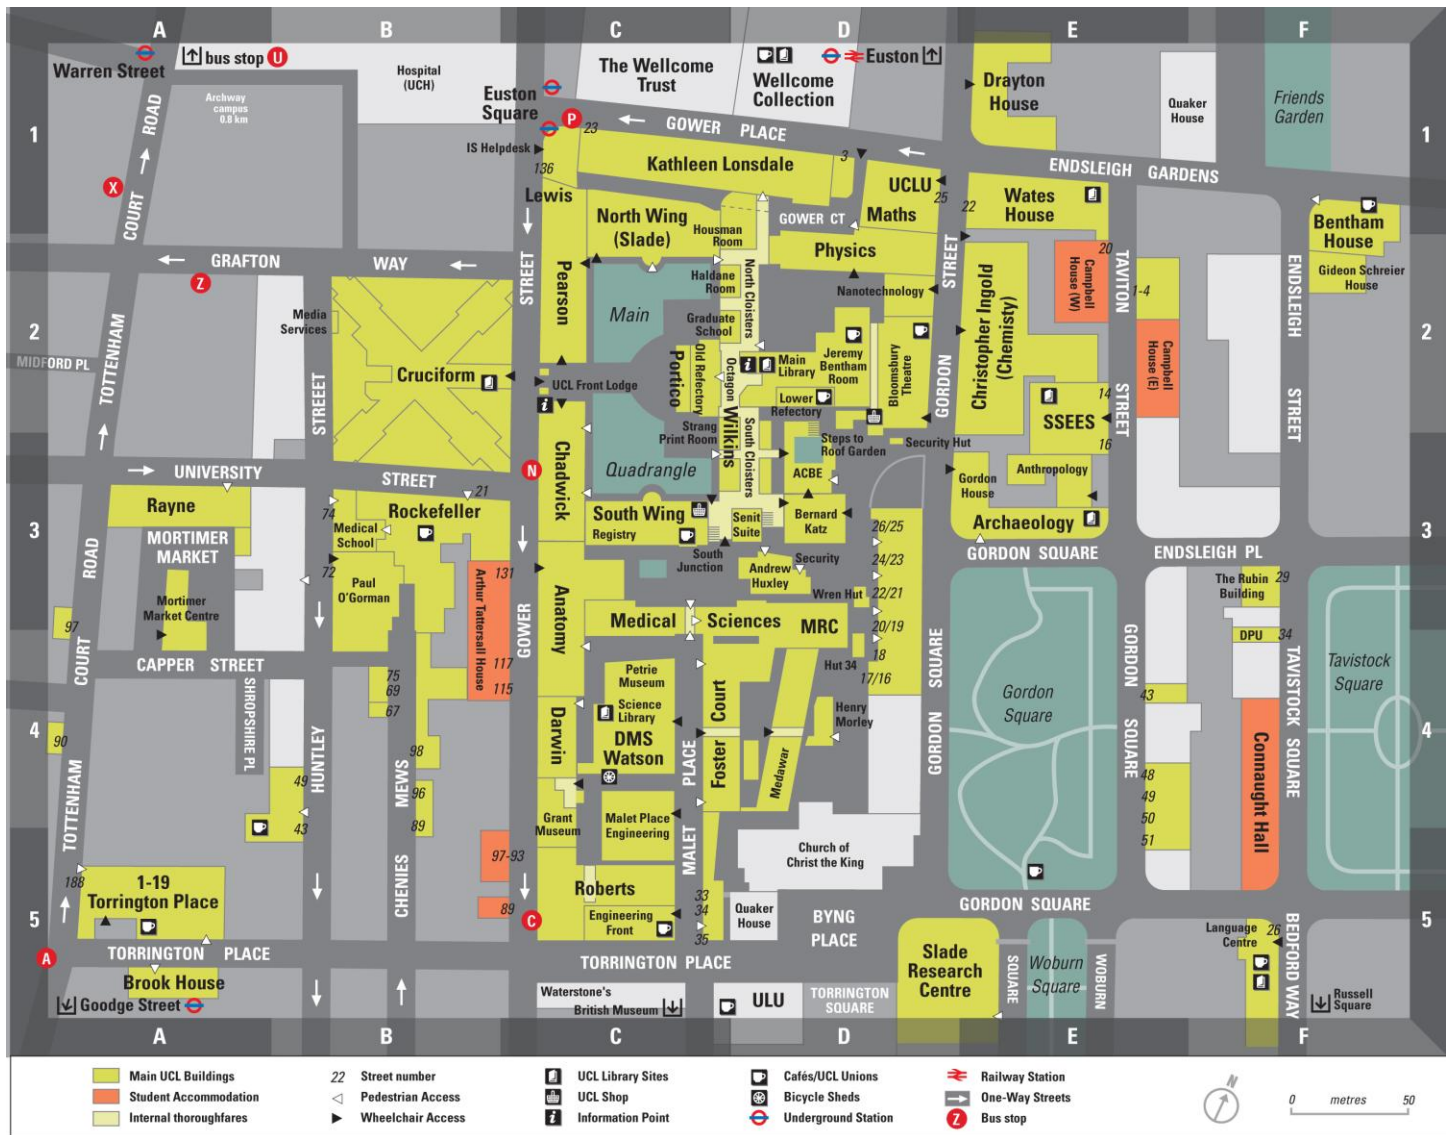 A B C D E F
Warren Street
bus stop U
Hospital
(UCH)
Euston
Square
The Wellcome
Trust
Wellcome
Collection
Euston
Drayton
House
Quaker
House
Friends
Garden
Archway
campus
0.8 km
1
1
P
23
GOWER PLACE
IS Helpdesk
136
Kathleen Lonsdale
3
ENDSLEIGH GARDENS
UCLU
25
22
Wates
House
X
Lewis
North Wing
(Slade)
Housman
Room
GOWER CT
Maths
Bentham
House
Physics
20
TAVITON
STREET
Campbell
House (W)
1-4
Gideon Schreier
House
GRAFTON WAY
Z
STREET
Pearson
Main
Haldane
Room
North Cloisters
Nanotechnology
STREET
Christopher Ingold
(Chemisty)
ENDSLEIGH
STREET
Media
Services
Graduate
School
2
2
MIDFORD PL
TOTTENHAM
COURT
ROAD
Cruciform
UCL Front Lodge
Portico
Old Refectory
Octagon
Main
Library
Jeremy
Bentham
Room
Bloomsbury
Theatre
Campbell
House (E)
Lower
Refectory
GORDON
14
SSEES
16
STREET
Chadwick
Strang
Print Room
Wilkins
South Cloisters
Steps to
Roof Garden
Security Hut
Quadrangle
ACBE
Gordon
House
Anthropology
UNIVERSITY STREET
N
21
Rayne
74
Rockefeller
South Wing
Registry
Senit
Suite
Bernard
Katz
26/25
Archaeology
3
3
MORTIMER
MARKET
Medical
School
GORDON SQUARE
ENDSLEIGH PL
South
Junction
Security
24/23
72
Paul
O'Gorman
Arthur Tattersall House
131
Andrew
Huxley
Wren Hut
22/21
The Rubin
Building
29
Mortimer
Market Centre
GOWER
Anatomy
Medical Sciences
MRC
20/19
DPU 34
97
ROAD
COURT
18
Hut 34
CAPPER STREET
117
115
17/16
75
69
67
Petrie
Museum
Science
Library
Court
GORDON SQUARE
Gordon
Square
GORDON
SQUARE
43
Tavistock
Square
TAVISTOCK
SQUARE
SHROPSHIRE PL
HUNTLEY
Darwin
DMS
Watson
Henry
Morley
4
4
90
98
PLACE
Foster
Medawar
Connaught Hall
49
43
MEWS
96
89
48
49
50
51
TOTTENHAM
Grant
Museum
Malet Place
Engineering
MALET
Church of
Christ the King
97-93
CHENIES
188
1-19
Torrington Place
Roberts
33
34
35
89
C
Engineering
Front
Quaker
House
BYNG
PLACE
GORDON SQUARE
5
5
Language
Centre
26
BEDFORD WAY
Slade
Research
Centre
SQUARE
Woburn
Square
WOBURN
A
TORRINGTON PLACE
TORRINGTON PLACE
Brook House
Goodge Street
Waterstone's
British Museum
ULU
TORRINGTON
SQUARE
Russell
Square
A B C D E F
Main UCL Buildings
Student Accommodation
Internal thoroughfares
22 Street number
Pedestrian Access
Wheelchair Access
UCL Library Sites
UCL Shop
i Information Point
Cafés/UCL Unions
Bicycle Sheds
Underground Station
Railway Station
One-Way Streets
Z Bus stop
N
0 metres 50